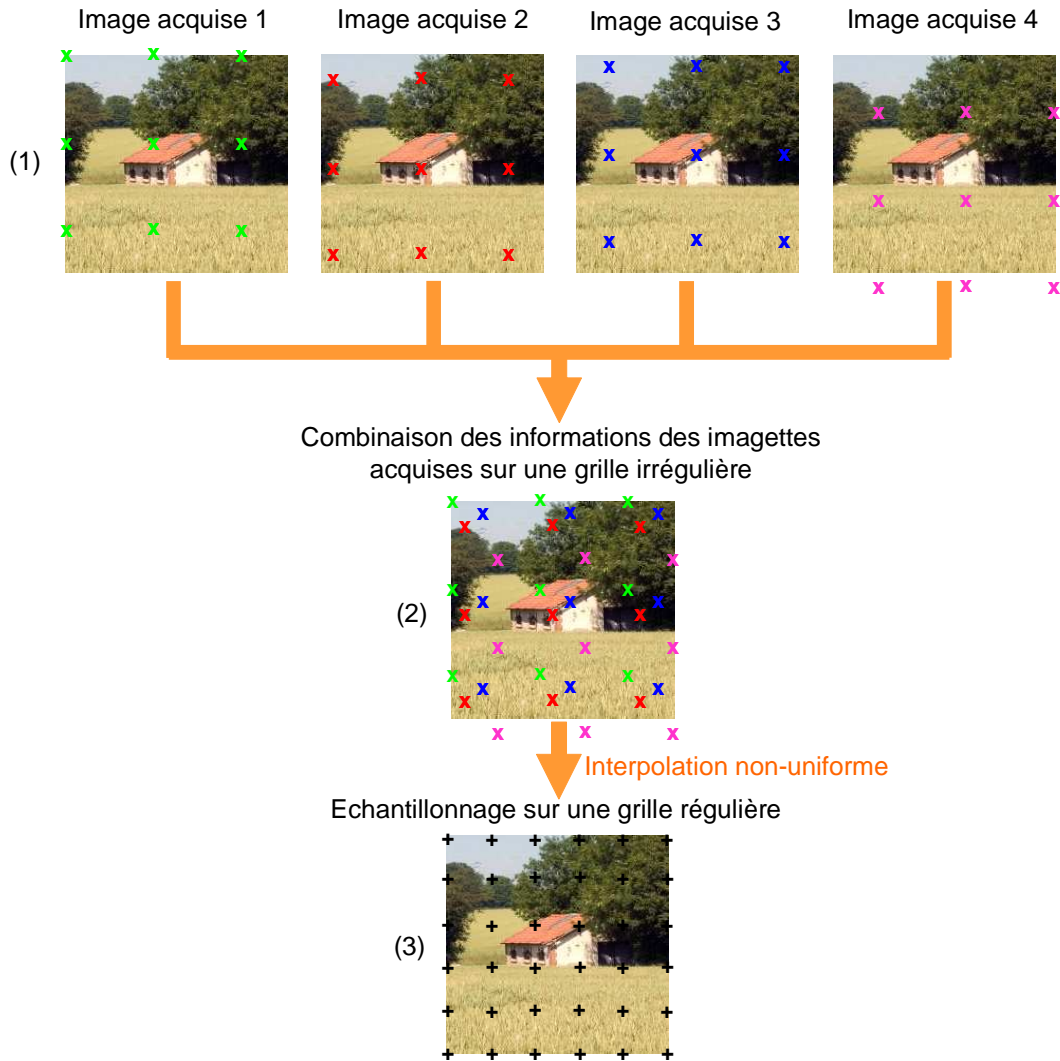 Image acquise 1
Image acquise 2
Image acquise 3
Image acquise 4
(1)
Combinaison des informations des imagettes
acquises sur une grille irrégulière
(2)
Interpolation non-uniforme
Echantillonnage sur une grille régulière
(3)